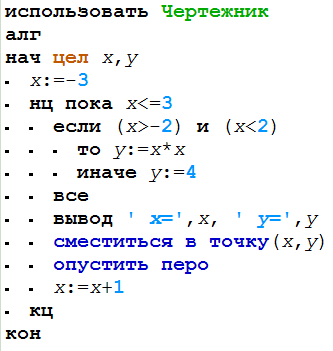 использовать Чертежник
алг
нач цел x,y
. x:=-3
. нц пока x<=3
. . если (x>-2) и (x<2)
. . . то y:=x*x
. . . иначе y:=4
. . все
. . вывод ' x=',x, ' y=',y
. . сместиться в точку(x,y)
. . опустить перо
. . x:=x+1
. кц
кон